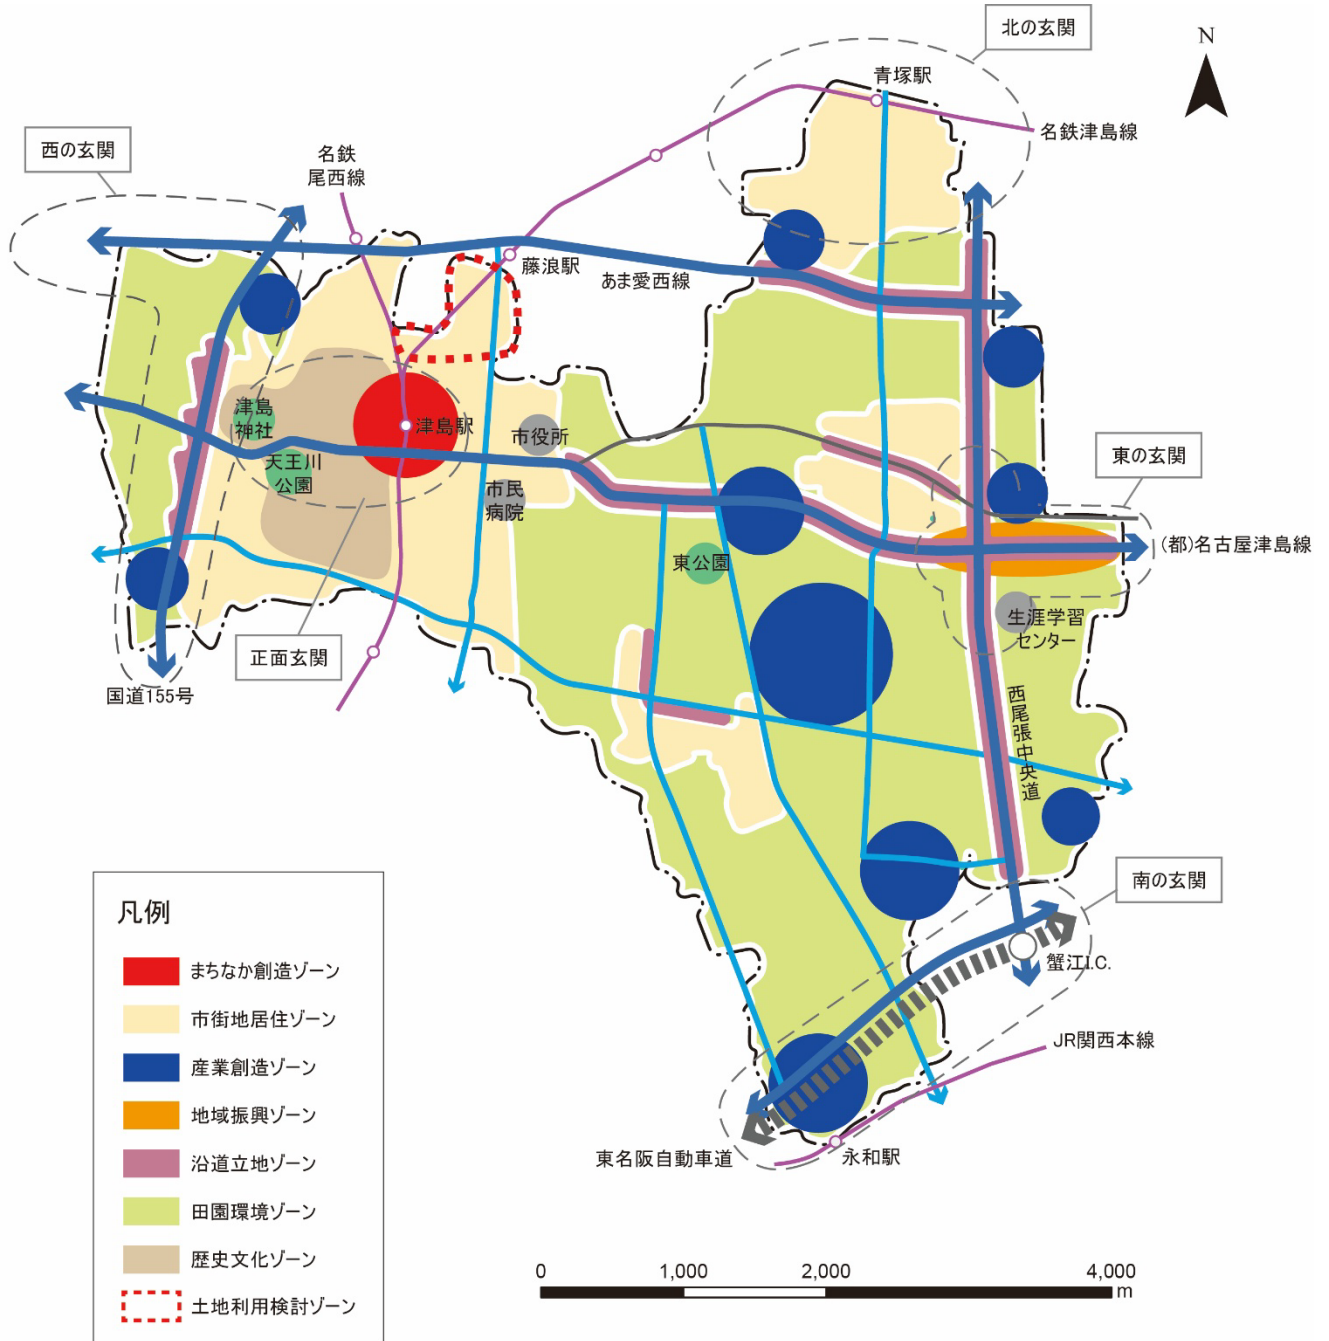 北の玄関
N
青塚駅
名鉄津島線
西の玄関
名鉄
尾西線
藤浪駅
あま愛西線
津島
神社
津島駅
市役所
東の玄関
天王川
公園
市民
病院
(都)名古屋津島線
東公園
生涯学習
センター
正面玄関
国道155号
西尾張中央道
南の玄関
蟹江I.C.
JR関西本線
東名阪自動車道
永和駅
凡例
まちなか創造ゾーン
市街地居住ゾーン
産業創造ゾーン
地域振興ゾーン
沿道立地ゾーン
田園環境ゾーン
歴史文化ゾーン
土地利用検討ゾーン
0 1,000 2,000 4,000
m